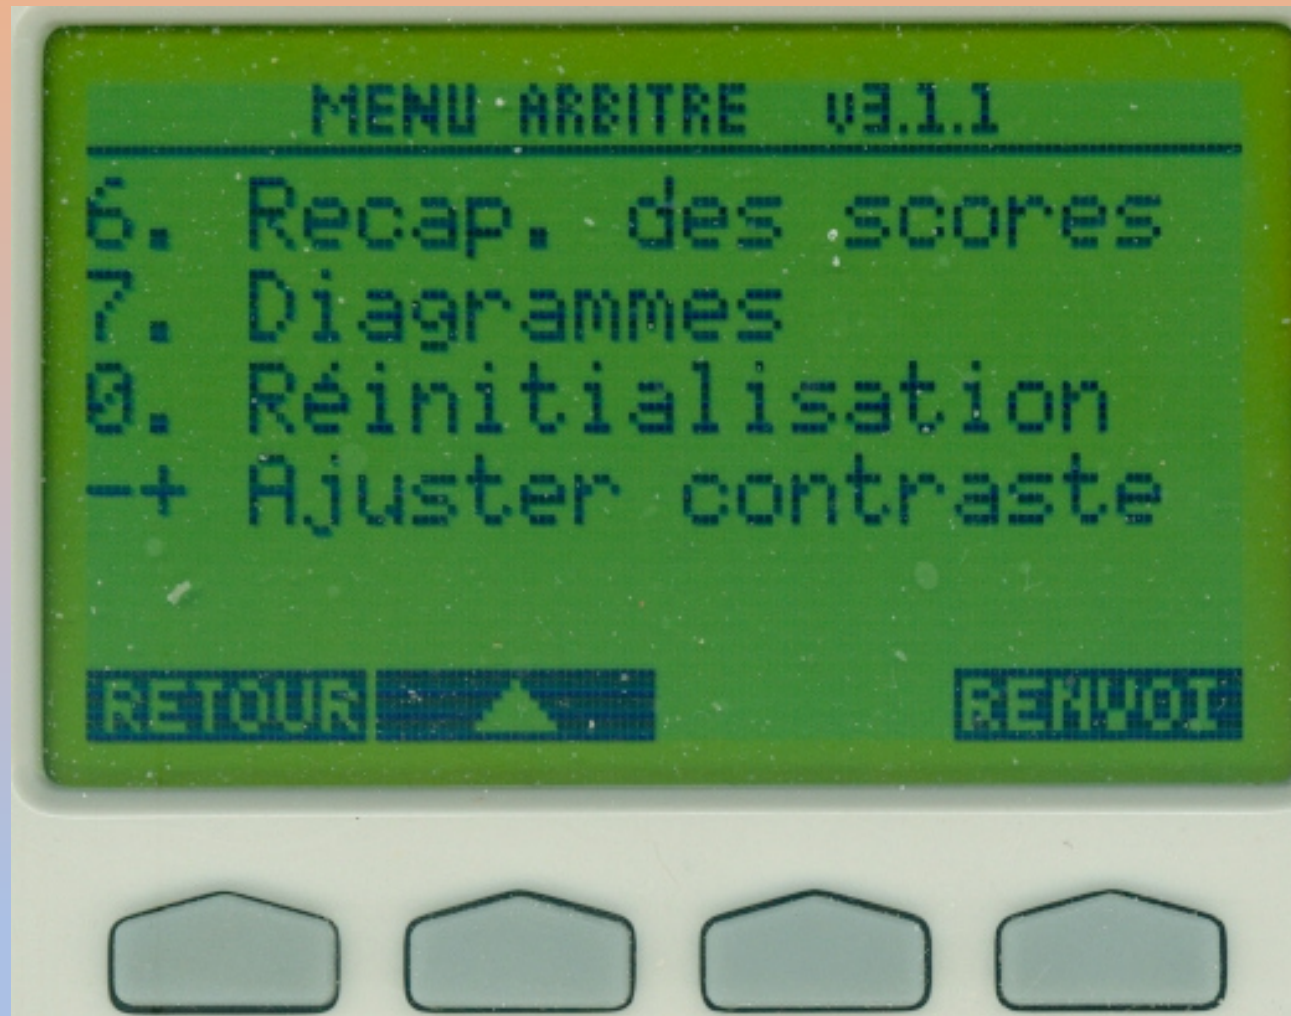 MENU ARBITRE v3.1.1
6. Recap. des scores
7. Diagrammes
0. Réinitialisation
-+ Ajuster contraste
RETOUR ▲ RENVOI